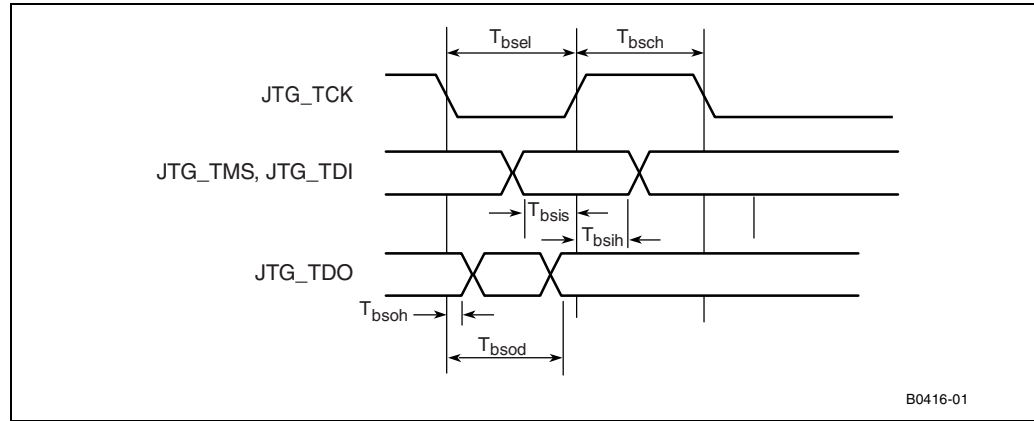 T_bsel
T_bsch
JTG_TCK
JTG_TMS, JTG_TDI
T_bsis
T_bsih
JTG_TDO
T_bsoh
T_bsod
B0416-01